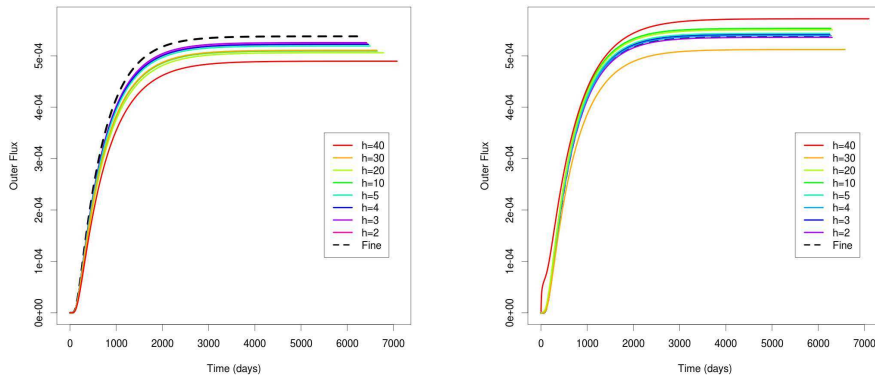 5e-04
4e-04
3e-04
2e-04
1e-04
0e+00
Outer Flux
h=40
h=30
h=20
h=10
h=5
h=4
h=3
h=2
Fine
0 1000 2000 3000 4000 5000 6000 7000
Time (days)
5e-04
4e-04
3e-04
2e-04
1e-04
0e+00
Outer Flux
h=40
h=30
h=20
h=10
h=5
h=4
h=3
h=2
Fine
0 1000 2000 3000 4000 5000 6000 7000
Time (days)